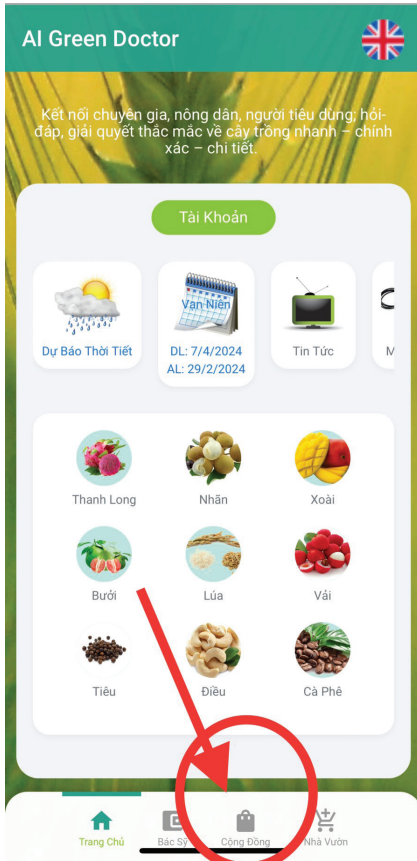 AI Green Doctor
Kết nối chuyên gia, nông dân, người tiêu dùng; hỏi-
đáp, giải quyết thắc mắc về cây trồng nhanh – chính
xác – chi tiết.
Tài Khoản
Vạn Niên
Dự Báo Thời Tiết
DL: 7/4/2024
AL: 29/2/2024
Tin Tức
M
Thanh Long
Nhãn
Xoài
Bưởi
Lúa
Vải
Tiêu
Điều
Cà Phê
Trang Chủ
Bác Sỹ
Cộng Đồng
Nhà Vườn